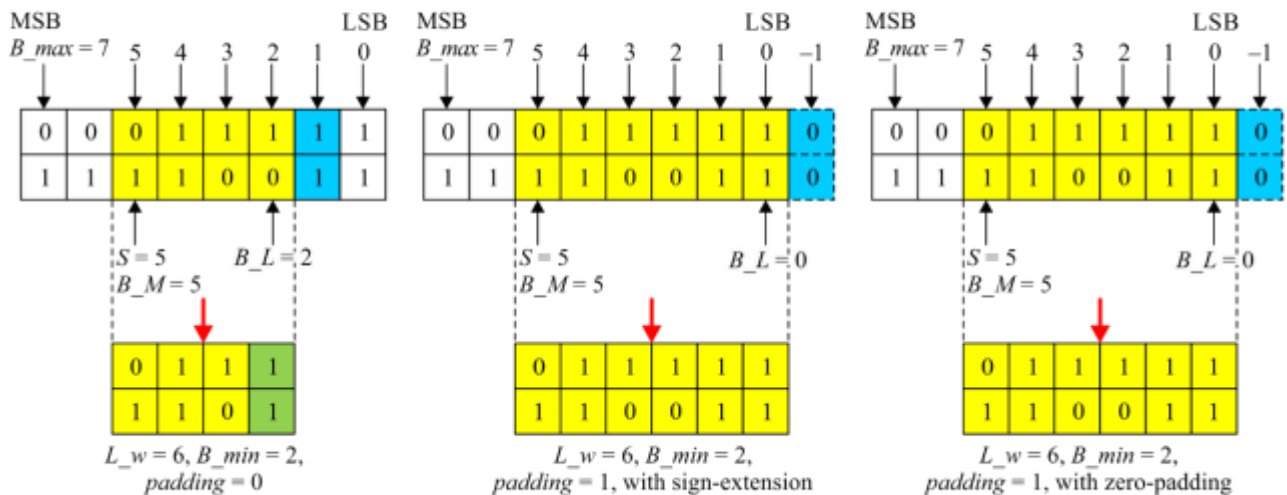 MSB LSB
B_max = 7 5 4 3 2 1 0
0 0 0 1 1 1 1 1
1 1 1 1 0 0 1 1
S = 5 B_L = 2
B_M = 5
0 1 1 1
1 1 0 1
L_w = 6, B_min = 2,
padding = 0
MSB LSB
B_max = 7 5 4 3 2 1 0 –1
0 0 0 1 1 1 1 1 0
1 1 1 1 0 0 1 1 0
S = 5 B_L = 0
B_M = 5
0 1 1 1 1 1
1 1 0 0 1 1
L_w = 6, B_min = 2,
padding = 1, with sign-extension
MSB LSB
B_max = 7 5 4 3 2 1 0 –1
0 0 0 1 1 1 1 1 0
1 1 1 1 0 0 1 1 0
S = 5 B_L = 0
B_M = 5
0 1 1 1 1 1
1 1 0 0 1 1
L_w = 6, B_min = 2,
padding = 1, with zero-padding